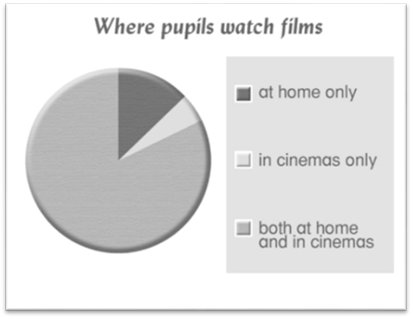 Where pupils watch films
at home only
in cinemas only
both at home
and in cinemas